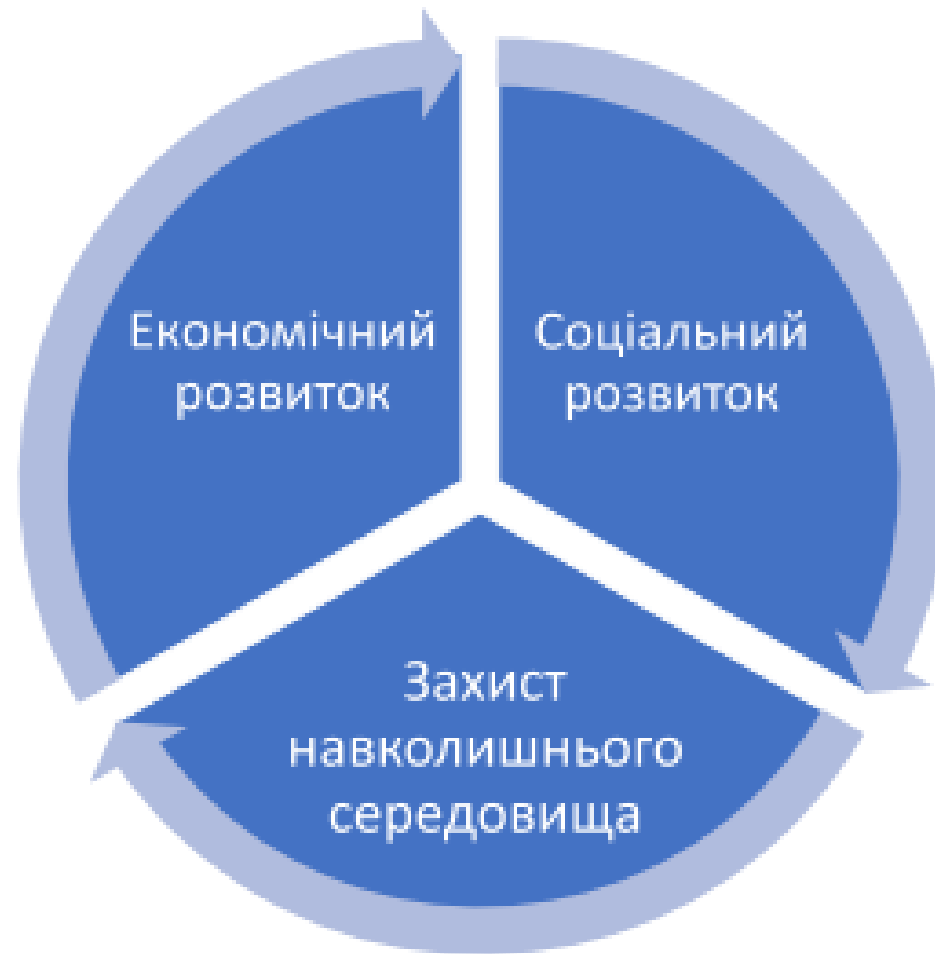 Економічний
розвиток
Соціальний
розвиток
Захист
навколишнього
середовища